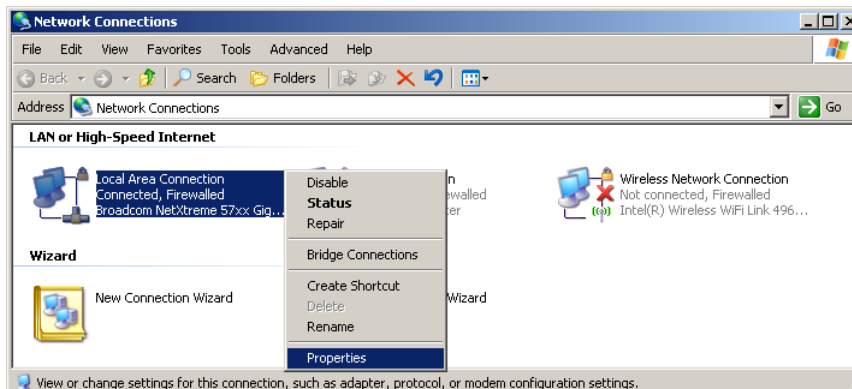 Network Connections
File Edit View Favorites Tools Advanced Help
Back Search Folders
Address Network Connections Go
LAN or High-Speed Internet
Local Area Connection
Connected, Firewalled
Broadcom NetXtreme 57xx Gig...
Disable
Status
Repair
Bridge Connections
Create Shortcut
Delete
Rename
Properties
Wireless Network Connection
Not connected, Firewalled
Intel(R) Wireless WiFi Link 496...
Wizard
New Connection Wizard
Wizard
View or change settings for this connection, such as adapter, protocol, or modem configuration settings.